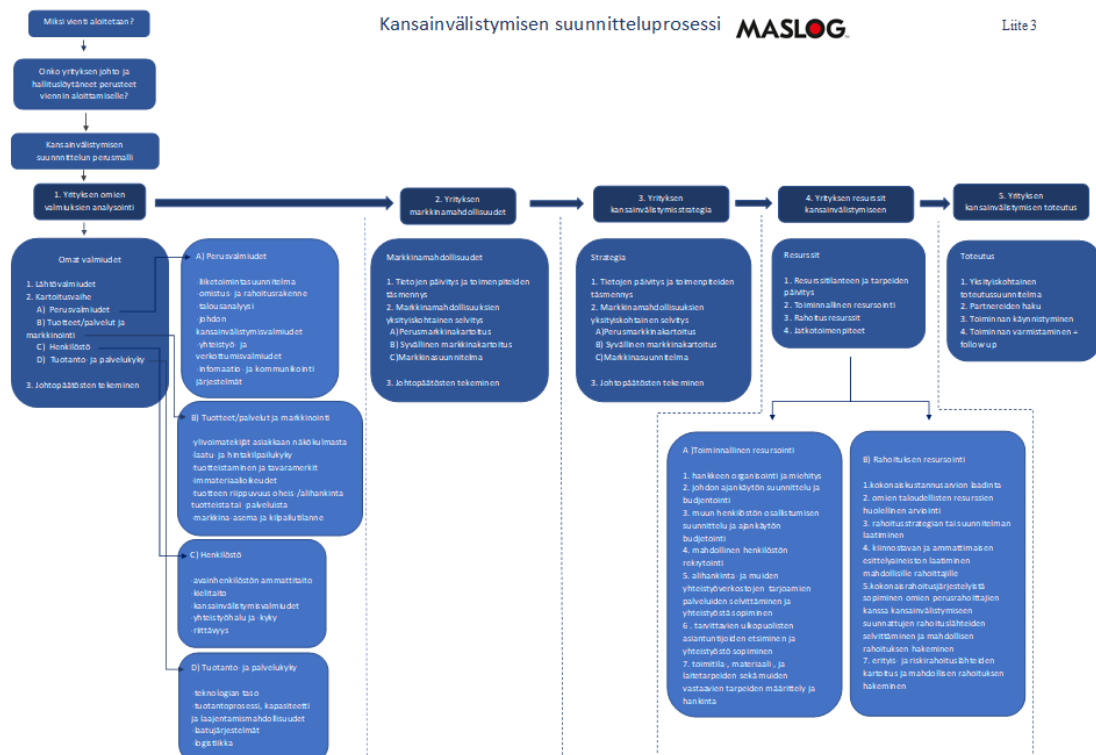 Kansainvälistymisen suunnitteluprosessi MASLOG
Liite 3
Miksi vienti aloitetaan?
Onko yrityksen johto ja
hallituslöytäneet perusteet
viennin aloittamiselle?
Kansainvälistymisen
suunnnittelun perusmalli
1. Yrityksen omien
valmiuksien analysointi
2. Yrityksen
markkinamahdollisuudet
3. Yrityksen
kansainvälistymisstrategia
4. Yrityksen resurssit
kansainvälistymiseen
5. Yrityksen
kansainvälistymisen toteutus
Omat valmiudet
1. Lähtövalmiudet
2. Kartoitusvaihe
A) Perusvalmiudet
B) Tuotteet/palvelut ja
markkinointi
C) Henkilöstö
D) Tuotanto- ja palvelukyky
3. Johtopäätösten tekeminen
A) Perusvalmiudet
-liiketoimintasuunnitelma
-omistus- ja rahoitusrakenne
-talousanalyysi
-johdon
kansainvälistymisvalmiudet
-yhteistyö- ja
verkottumisvalmiudet
-infomaatio- ja kommunikointi
järjestelmät
B) Tuotteet/palvelut ja markkinointi
-ylivoimatekijät asiakkaan näkökulmasta
-laatu- ja hintakilpailukyky
-tuotteistaminen ja tavaramerkit
-immateriaalioikeudet
-tuotteen riippuvuus oheis-/alihankinta
tuotteista tai -palveluista
-markkina-asema ja kilpailutilanne
C) Henkilöstö
-avainhenkilöstön ammattitaito
-kielitaito
-kansainvälistymisvalmiudet
-yhteistyöhalu ja -kyky
-riittävyys
D) Tuotanto- ja palvelukyky
-teknologian taso
-tuotantoprosessi, kapasiteetti
ja laajentamismahdollisuudet
-laatujärjestelmät
-logistiikka
Markkinamahdollisuudet
1. Tietojen päivitys ja toimenpiteiden
täsmennys
2. Markkinamahdollisuuksien
yksityiskohtainen selvitys
A)Perusmarkkinakartoitus
B) Syvällinen markkinakartoitus
C)Markkinasuunnitelma
3. Johtopäätösten tekeminen
Strategia
1. Tietojen päivitys ja toimenpiteiden
täsmennys
2. Markkinamahdollisuuksien
yksityiskohtainen selvitys
A)Perusmarkkinakartoitus
B) Syvällinen markkinakartoitus
C)Markkinasuunnitelma
3. Johtopäätösten tekeminen
Resurssit
1. Resurssitilanteen ja tarpeiden
päivitys
2. Toiminnallinen resursointi
3. Rahoitusresurssit
4. Jatkotoimenpiteet
Toteutus
1. Yksityiskohtainen
toteutussuunnitelma
2. Partnereiden haku
3. Toiminnan käynnistyminen
4. Toiminnan varmistaminen =
follow up
A )Toiminnallinen resursointi
1. hankkeen organisointi ja miehitys
2. johdon ajankäytön suunnittelu ja
budjentointi
3. muun henkilöstön osallistumisen
suunnittelu ja ajankäytön
budjetointi
4. mahdollinen henkilöstön
rekrytointi
5. alihankinta- ja muiden
yhteistyöverkostojen tarjoamien
palveluiden selvittäminen ja
yhteistyöstä sopiminen
6 . tarvittavien ulkopuolisten
asiantuntijoiden etsiminen ja
yhteistyöstö sopiminen
7. toimitila-, materiaali-, ja
laitetarpeiden sekä muiden
vastaavien tarpeiden määrittely ja
hankinta
B) Rahoituksen resursointi
1.kokonaiskustannusarvion laadinta
2. omien taloudellisten resurssien
huolellinen arviointi
3. rahoitusstrategian tai suunnitelman
laatiminen
4. kiinnostavan ja ammattimaisen
esittelyaineiston laatiminen
mahdollisille rahoittajille
5.kokonaisrahoitusjärjestelyistä
sopiminen omien perusrahoittajien
kanssa kansainvälistymiseen
suunnattujen rahoituslähteiden
selvittäminen ja mahdollisen
rahoituksen hakeminen
7. erityis- ja riskirahoituslähteiden
kartoitus ja mahdollisen rahoituksen
hakeminen